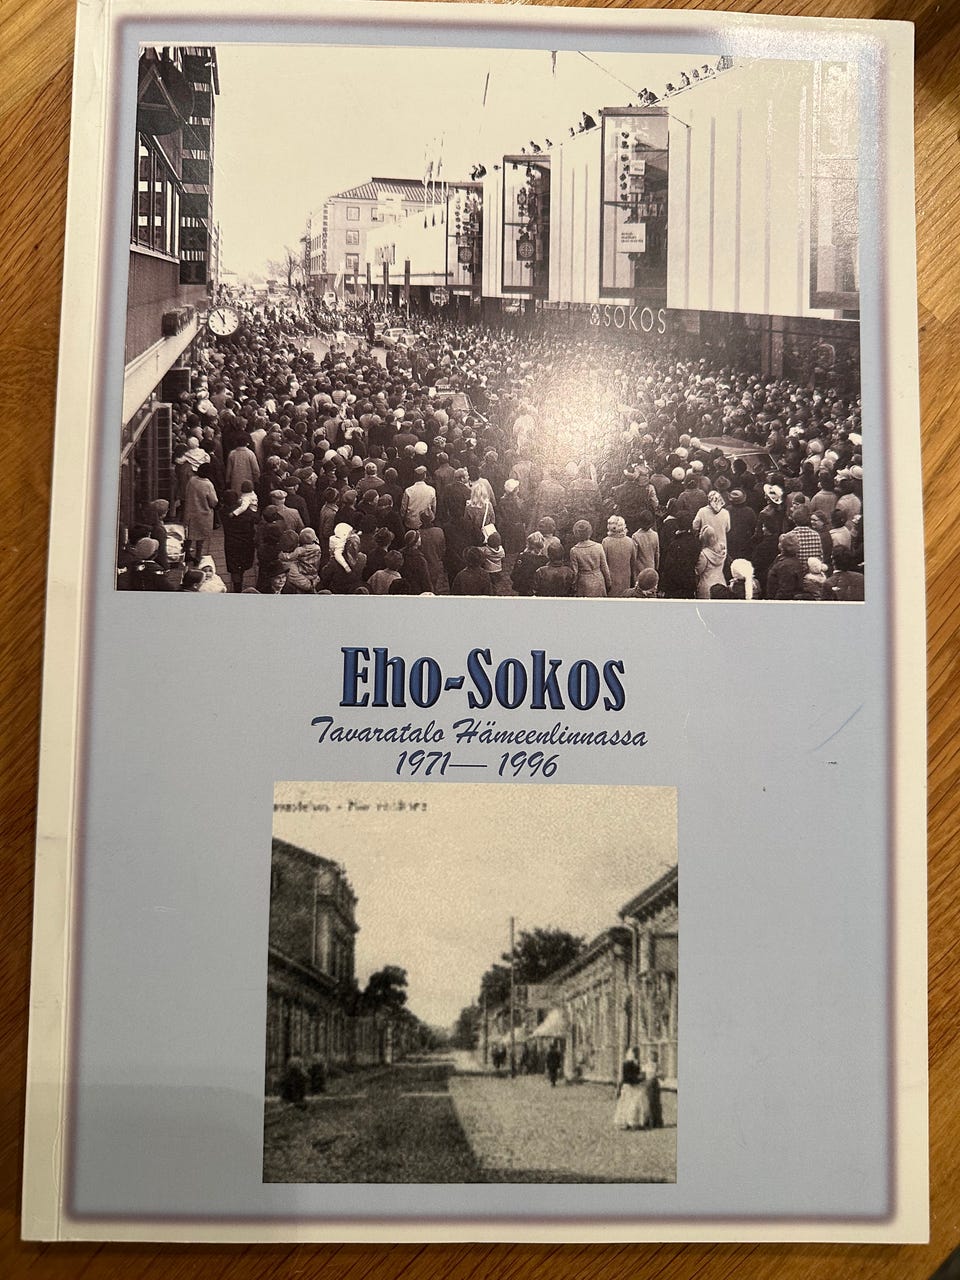 SOKOS
Eho-Sokos
Tavaratalo Hämeenlinnassa
1971— 1996